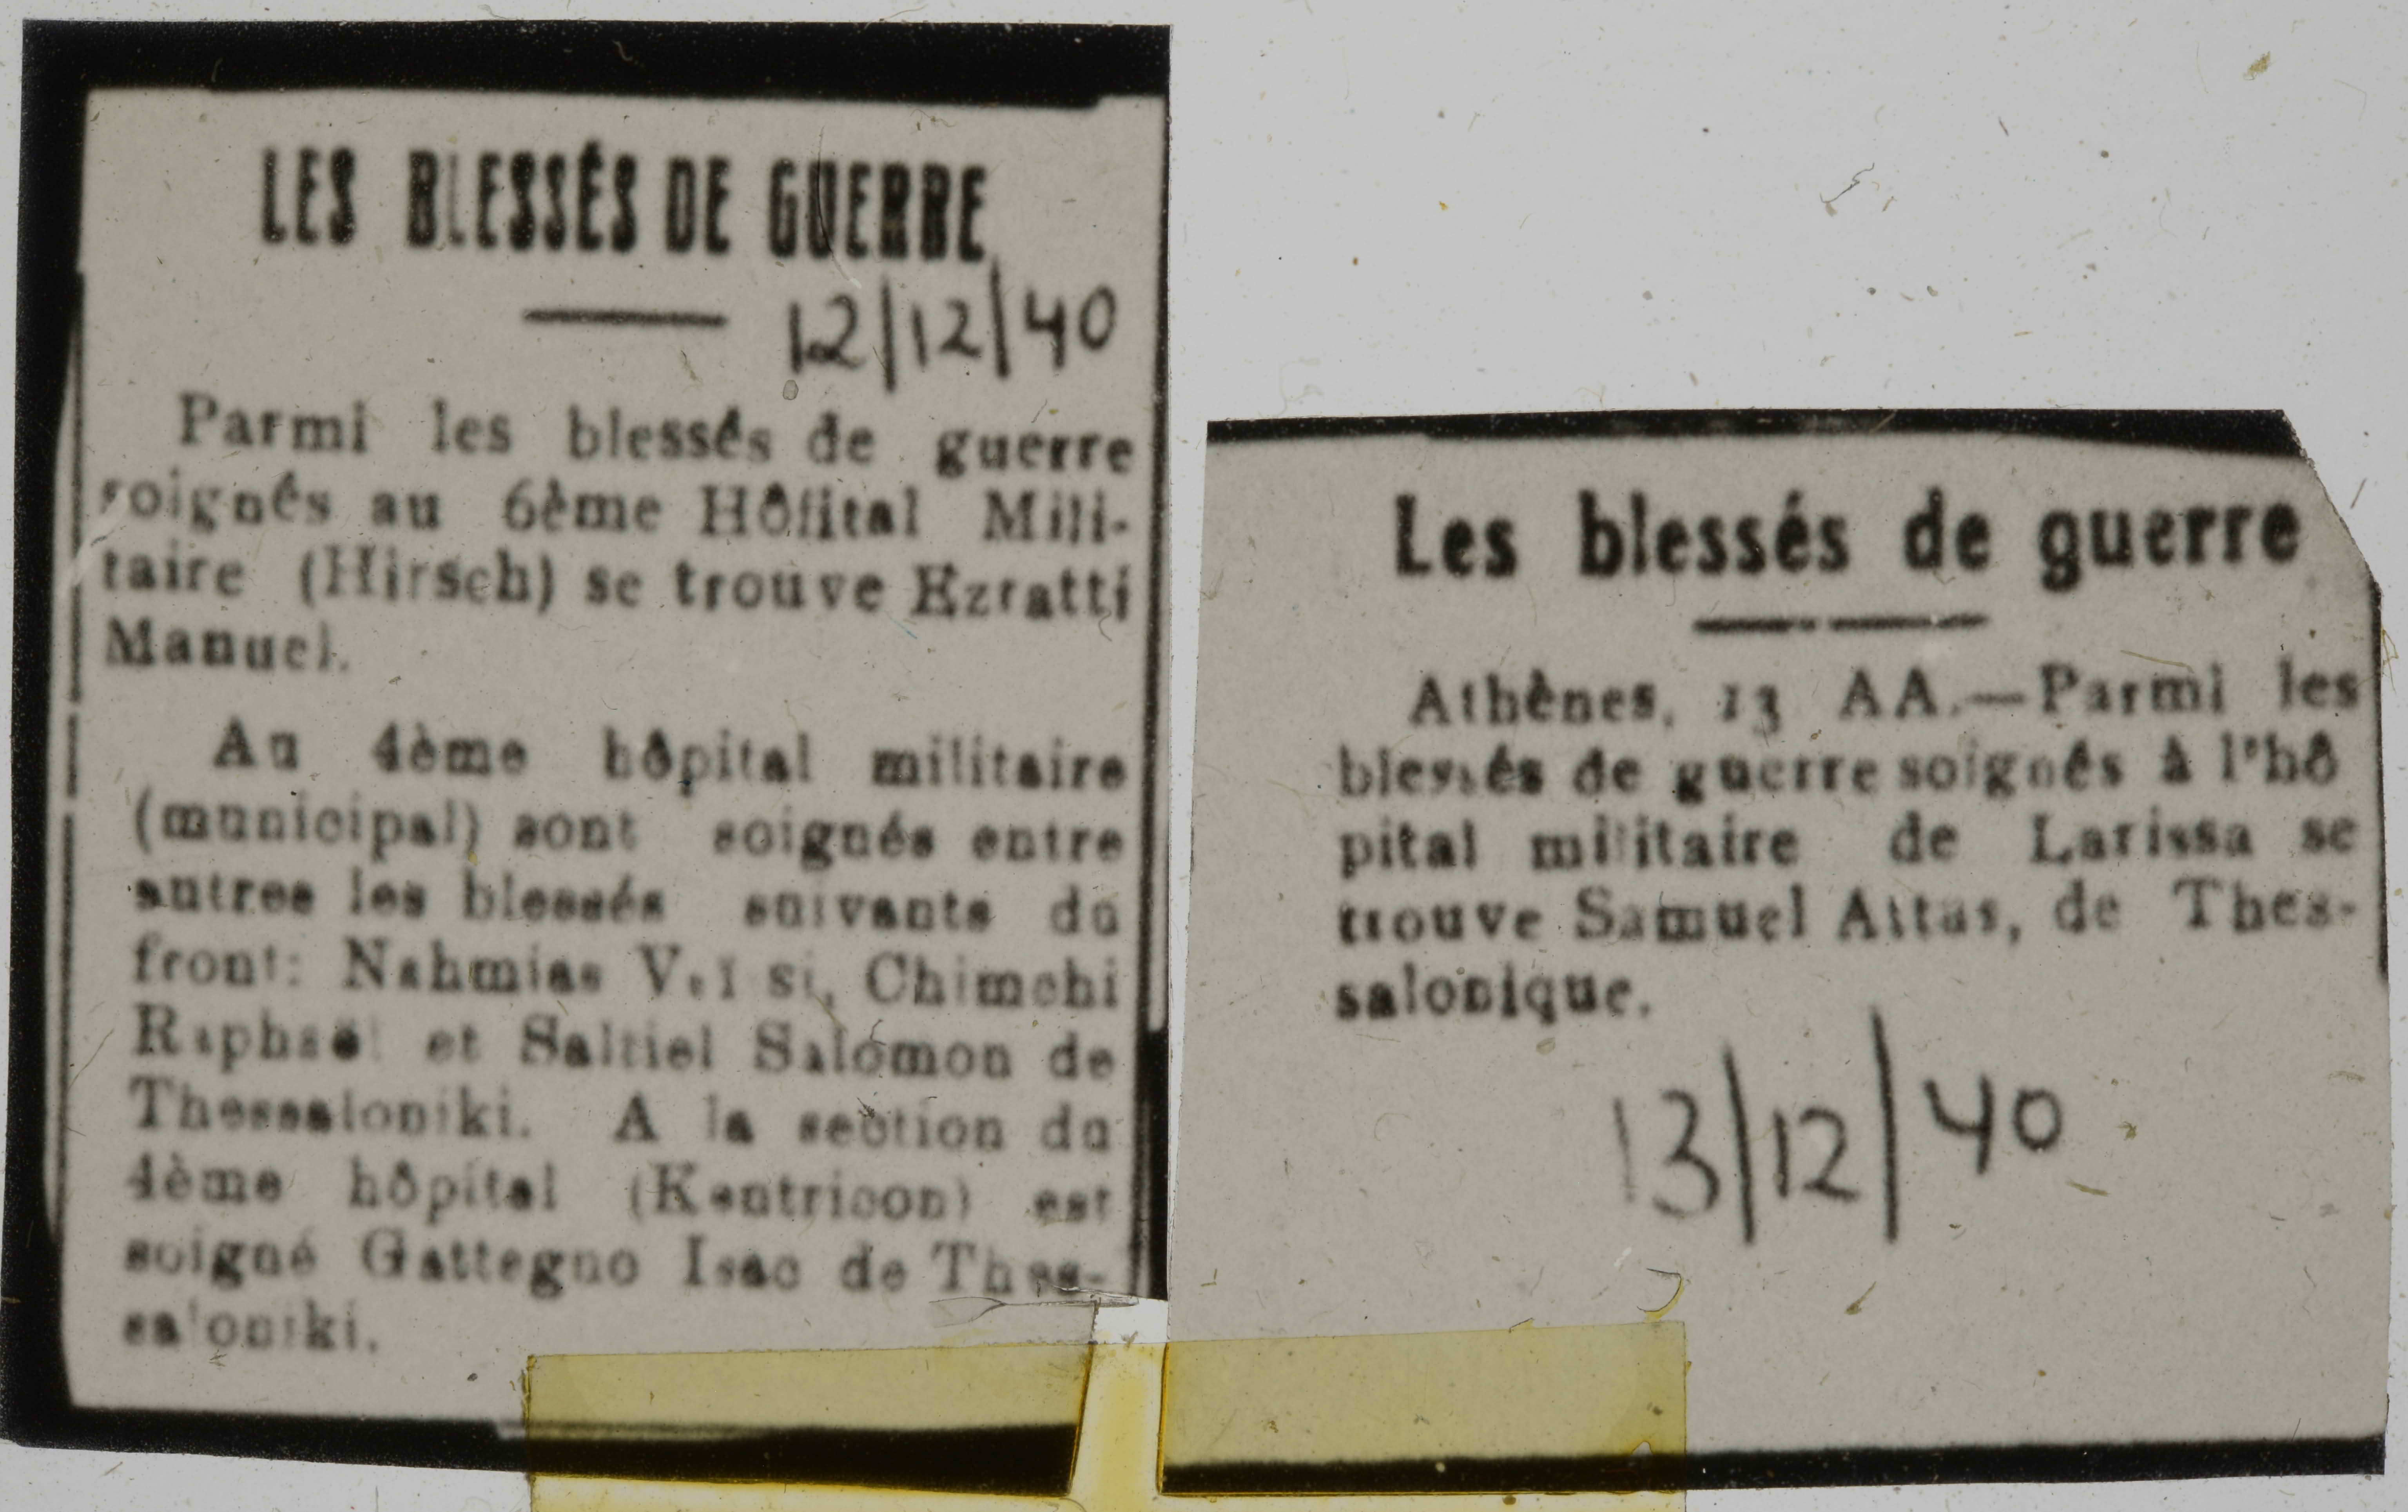 LES BLESSÉS DE GUERRE
12/12/40
Parmi les blessés de guerre
soignés au 6ème Hôfital Mili-
taire (Hirsch) se trouve Ezratti
Manuel.
Au 4ème hôpital militaire
(municipal) sont soignés entre
autres les blessés suivants du
front: Nahmias si, Chimchi
Raphaël et Saltiel Salomon de
Thessaloniki. A la section du
4ème hôpital (Kentricon) est
soigné Gattegno Isac de Thes-
saloniki.
Les blessés de guerre
Athènes, 13 AA.—Parmi les
blessés de guerre soignés à l'hô
pital militaire de Larissa se
trouve Samuel Attas, de Thes-
salonique.
13/12/40